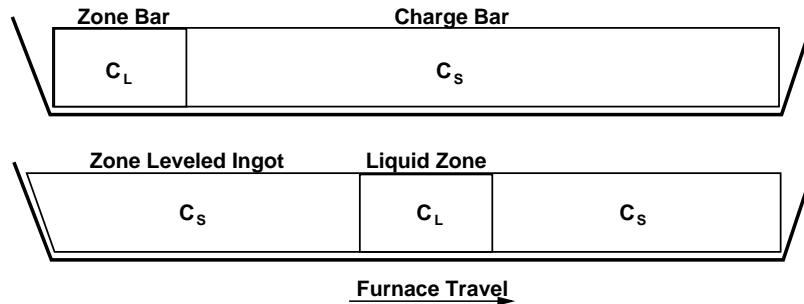 Zone Bar Charge Bar
C_L C_S
Zone Leveled Ingot Liquid Zone
C_S C_L C_S
Furnace Travel